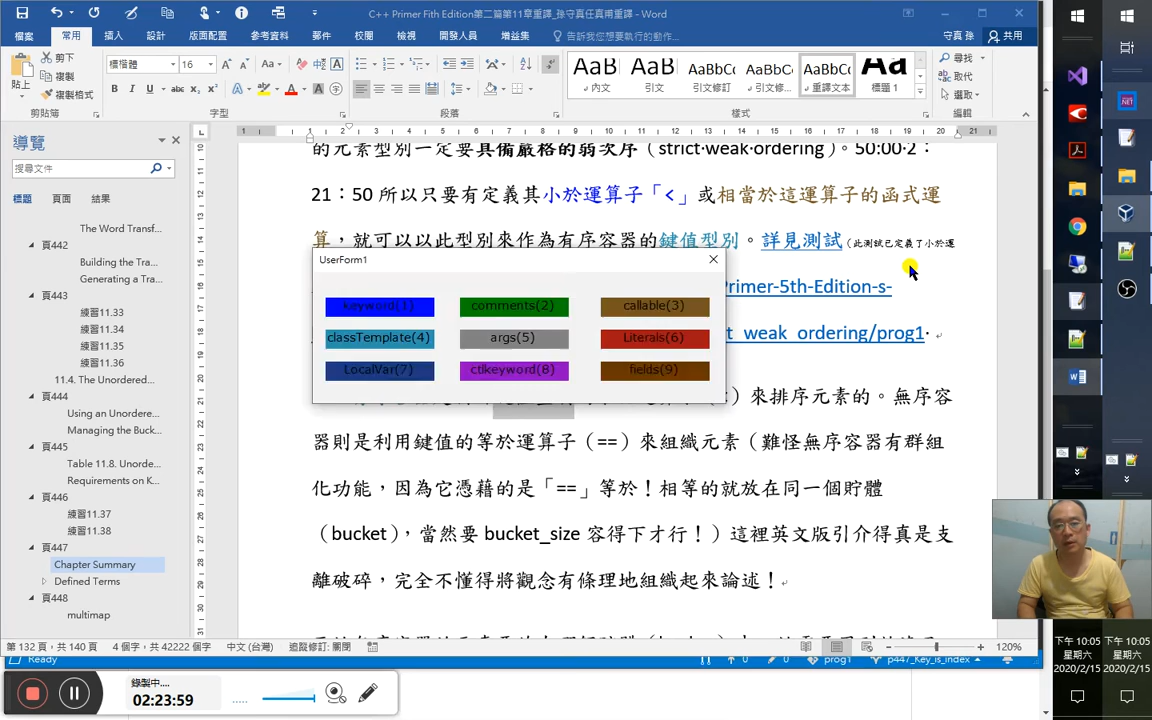 C++ Primer Fith Edition第二篇第11章重譯_孫守真任真甫重譯 - Word
檔案 常用 插入 設計 版面配置 參考資料 郵件 校閱 檢視 開發人員 增益集 告訴我您想要執行的動作... 守真 孫 共用
貼上 剪下 複製 複製格式
標楷體 16
AaB AaB AaBbC AaBbC AaBbC Aa
內文 引文 引文修訂 引文修... 重譯文本 標題 1
尋找 取代 選取
剪貼簿 字型 段落 樣式 編輯
導覽
搜尋文件
標題 頁面 結果
The Word Transf...
頁442
Building the Tra...
Generating a Tra...
頁443
練習11.33
練習11.34
練習11.35
練習11.36
11.4. The Unordered...
頁444
Using an Unordere...
Managing the Buck...
頁445
Table 11.8. Unorde...
Requirements on K...
頁446
練習11.37
練習11.38
頁447
Chapter Summary
Defined Terms
頁448
multimap
的元素型別一定要具備嚴格的弱次序（strict·weak·ordering）。50:00·2：
21：50 所以只要有定義其小於運算子「<」或相當於這運算子的函式運
算，就可以以此型別來作為有序容器的鍵值型別。詳見測試（此測試已定義了小於運
Primer-5th-Edition-s-
t_weak_ordering/prog1·
UserForm1
keyword(1) comments(2) callable(3)
classTemplate(4) args(5) Literals(6)
LocalVar(7) ctlkeyword(8) fields(9)
）來排序元素的。無序容
器則是利用鍵值的等於運算子（==）來組織元素（難怪無序容器有群組
化功能，因為它憑藉的是「==」等於！相等的就放在同一個貯體
（bucket），當然要 bucket_size 容得下才行！）這裡英文版引介得真是支
離破碎，完全不懂得將觀念有條理地組織起來論述！
第 132 頁，共 140 頁 4 個字，共 42222 個字 中文 (台灣) 追蹤修訂: 關閉 120%
Ready 0 0 prog1 p447_Key_is_index
錄製中....
02:23:59
下午 10:05
星期六
2020/2/15
下午 10:05
星期六
2020/2/15